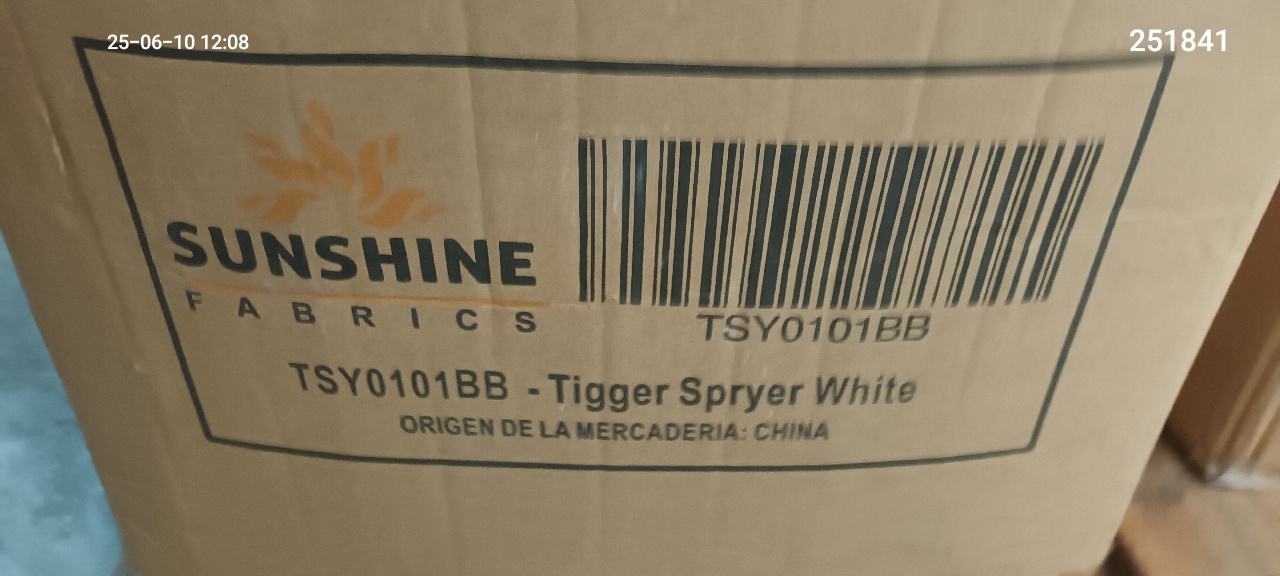 25-06-10 12:08
251841
SUNSHINE
FABRICS
TSY0101BB
TSY0101BB - Tigger Spryer White
ORIGEN DE LA MERCADERIA: CHINA